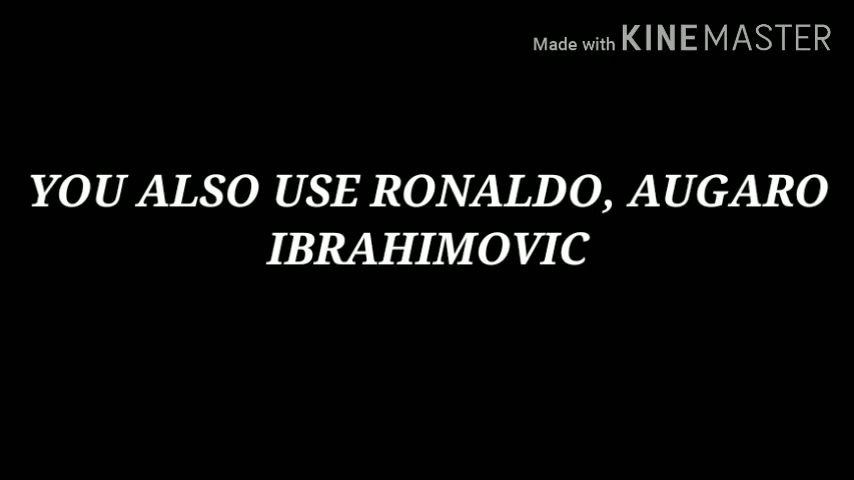 Made with KINEMASTER
YOU ALSO USE RONALDO, AUGARO
IBRAHIMOVIC